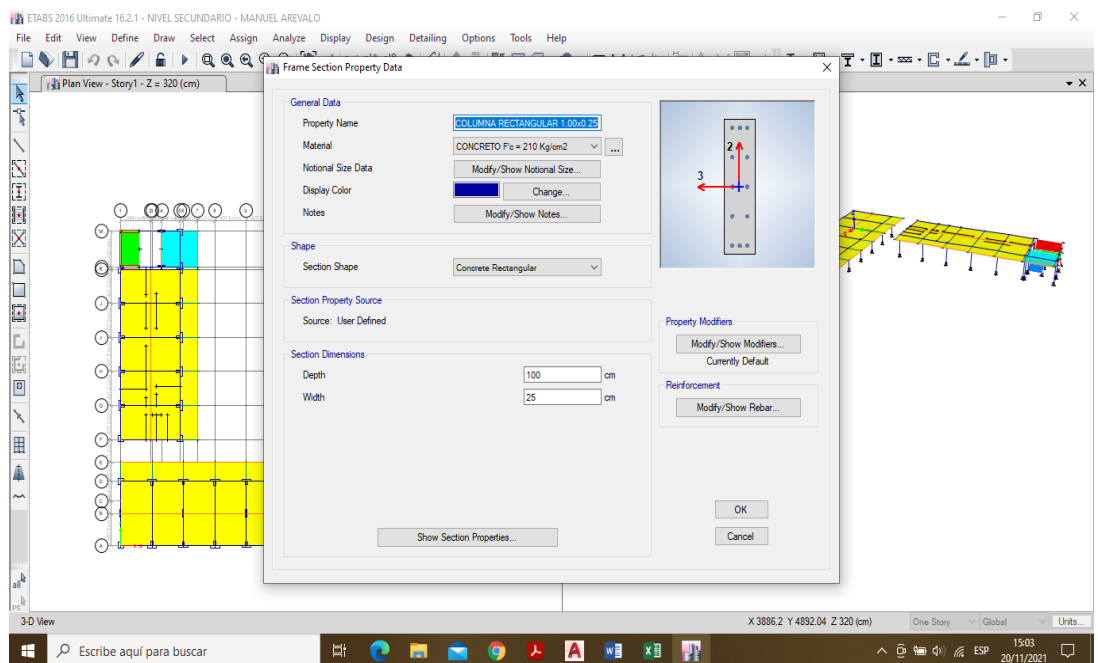 ETABS 2016 Ultimate 16.2.1 - NIVEL SECUNDARIO - MANUEL AREVALO
File Edit View Define Draw Select Assign Analyze Display Design Detailing Options Tools Help
Plan View - Story1 - Z = 320 (cm)
Frame Section Property Data
General Data
Property Name COLUMNA RECTANGULAR 1.00x0.25
Material CONCRETO F'c = 210 Kg/cm2 ...
Notional Size Data Modify/Show Notional Size...
Display Color Change...
Notes Modify/Show Notes...
2
3
Shape
Section Shape Concrete Rectangular
Section Property Source
Source: User Defined
Section Dimensions
Depth 100 cm
Width 25 cm
Show Section Properties...
Property Modifiers
Modify/Show Modifiers...
Currently Default
Reinforcement
Modify/Show Rebar...
OK
Cancel
all
3-D View
X 3886.2 Y 4892.04 Z 320 (cm)
One Story
Global
Units...
Escribe aquí para buscar
ESP
15:03
20/11/2021